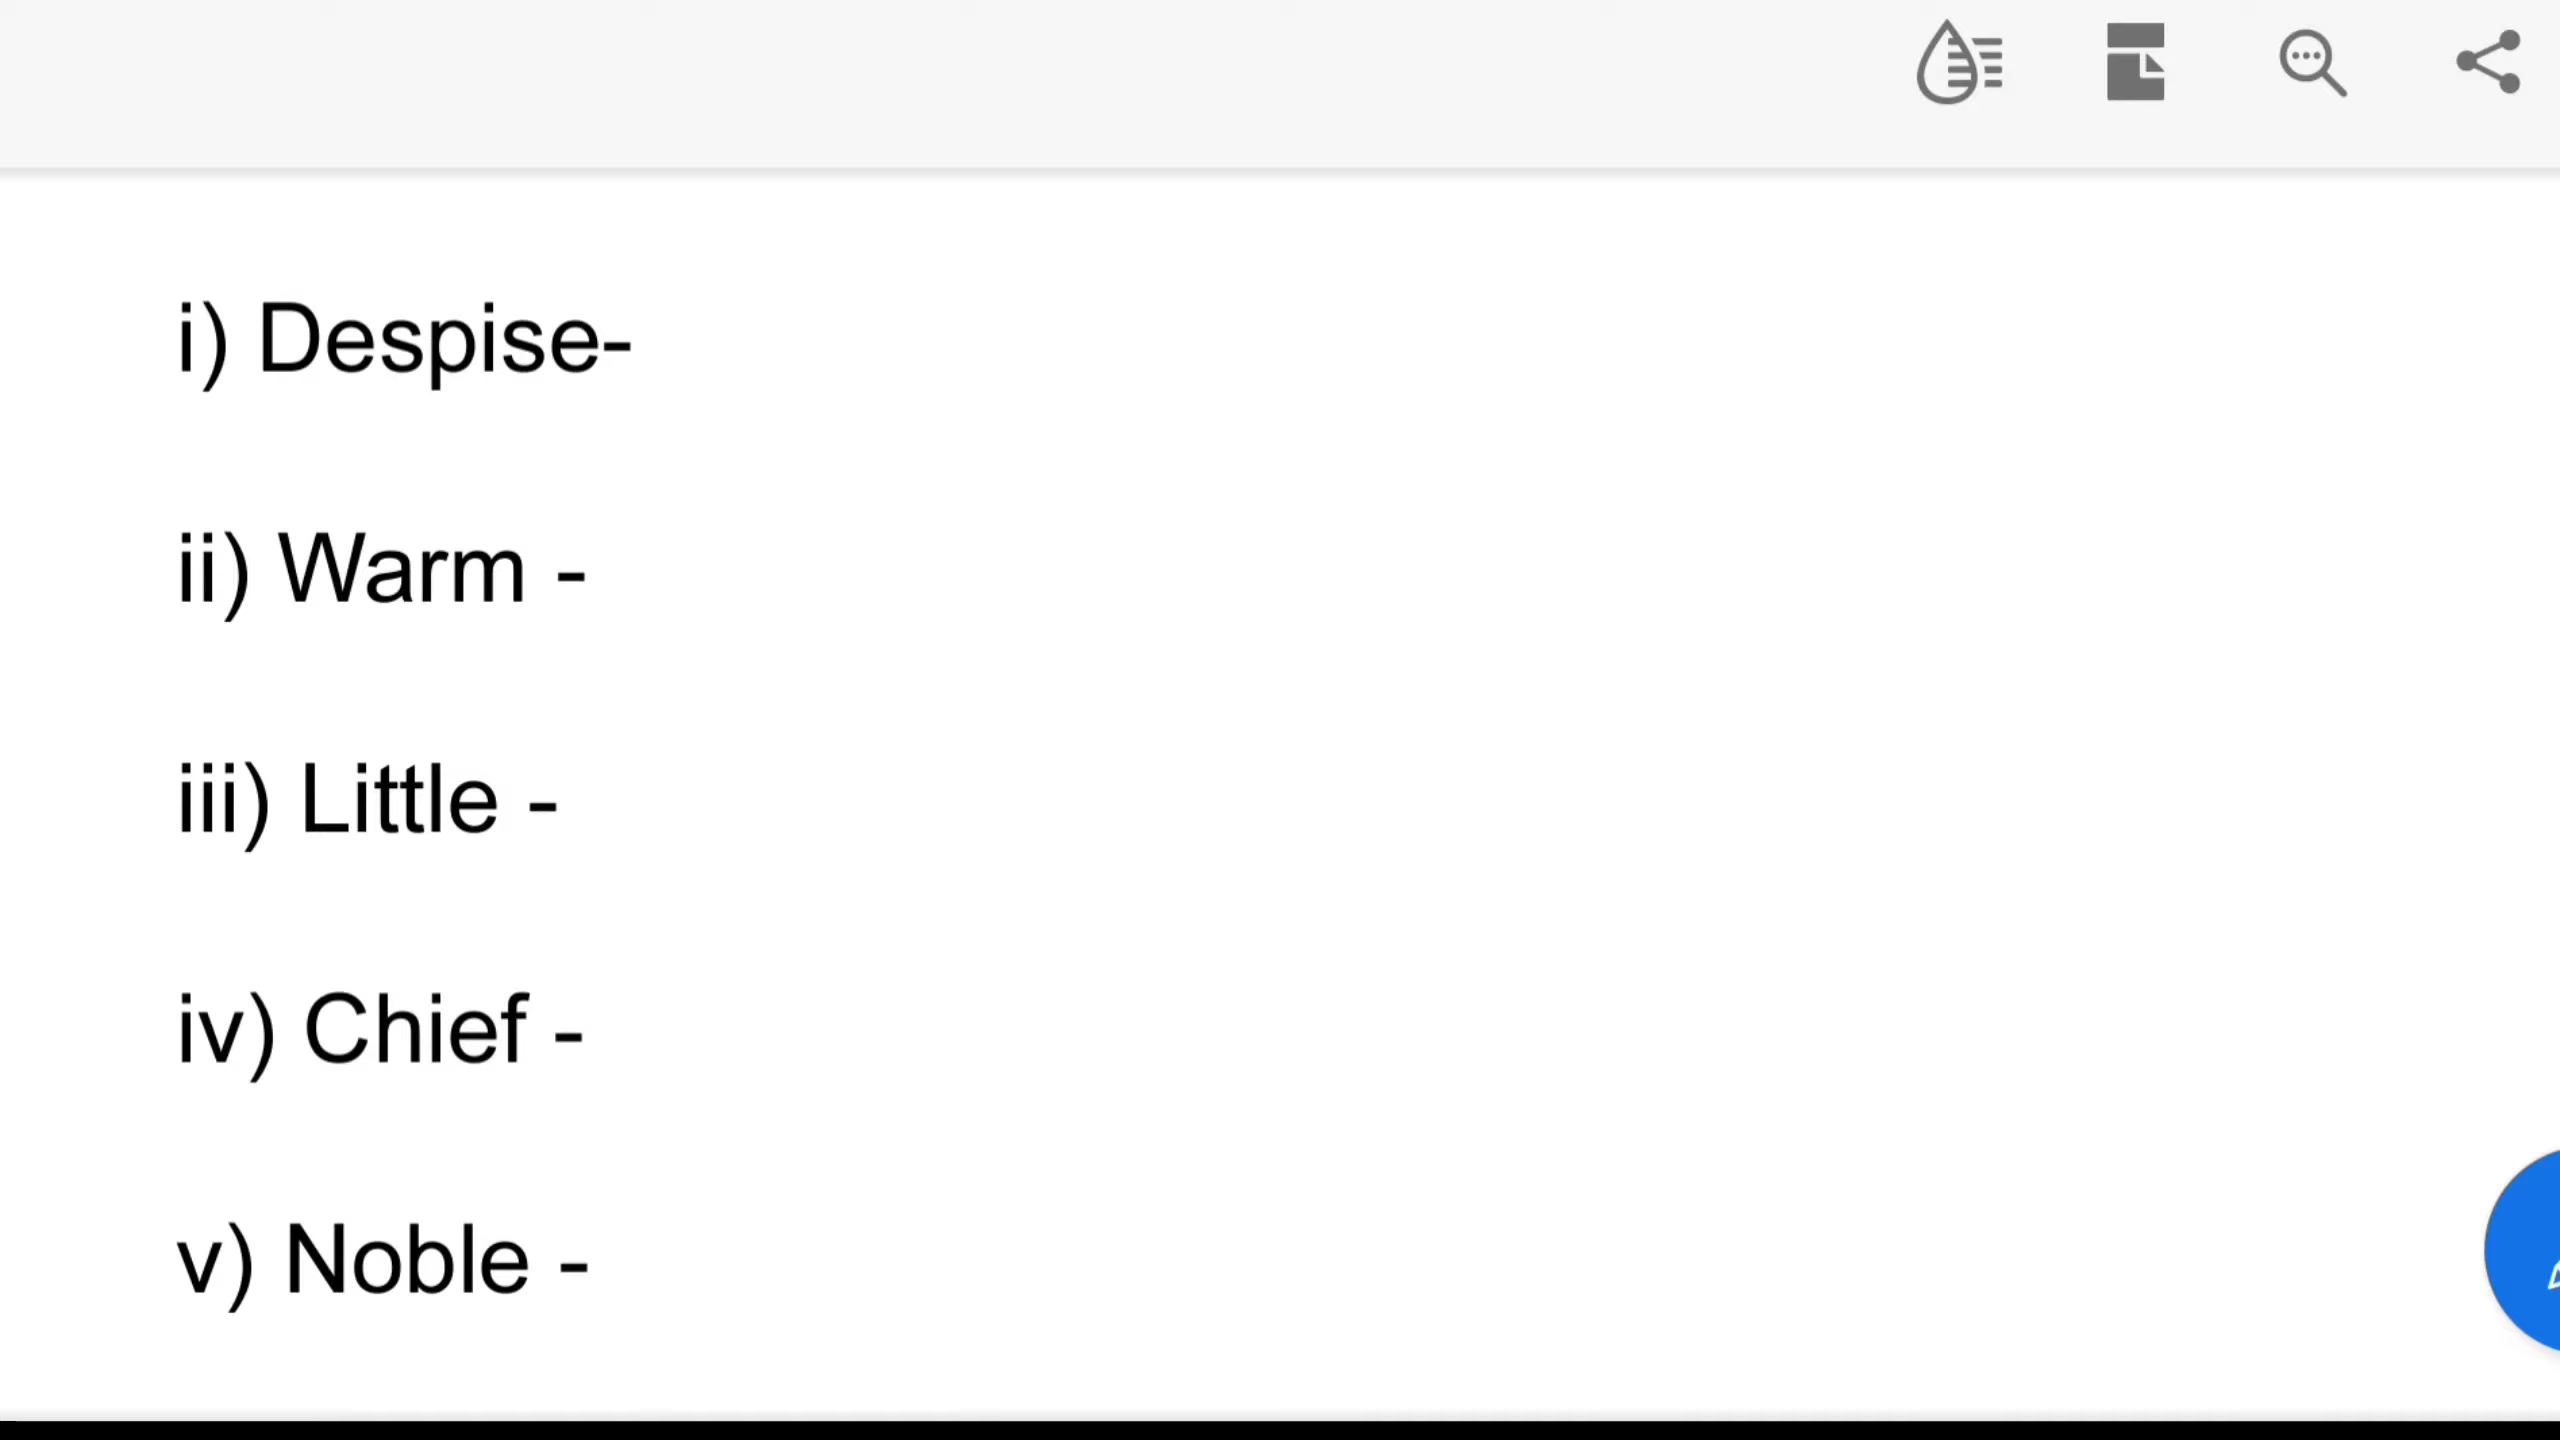 i) Despise-
ii) Warm -
iii) Little -
iv) Chief -
v) Noble -